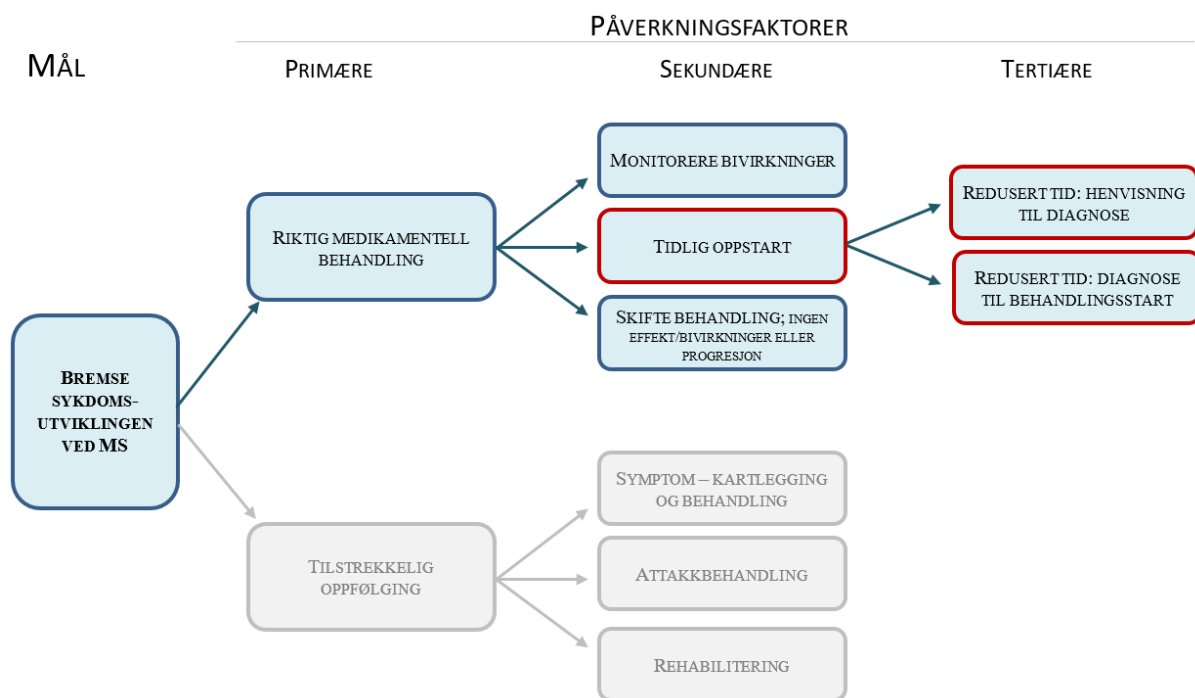 PÅVERKNINGSFAKTORER
MÅL
PRIMÆRE
SEKUNDÆRE
TERTIÆRE
MONITORERE BIVIRKNINGER
REDUSERT TID: HENVISNING
TIL DIAGNOSE
RIKTIG MEDIKAMENTELL
BEHANDLING
TIDLIG OPPSTART
REDUSERT TID: DIAGNOSE
TIL BEHANDLINGSSTART
SKIFTE BEHANDLING; INGEN
EFFEKT/BIVIRKNINGER ELLER
PROGRESJON
BREMSE
SYKDOMS-
UTVIKLINGEN
VED MS
SYMPTOM – KARTLEGGING
OG BEHANDLING
TILSTREKKELIG
OPPFØLGING
ATTAKKBEHANDLING
REHABILITERING